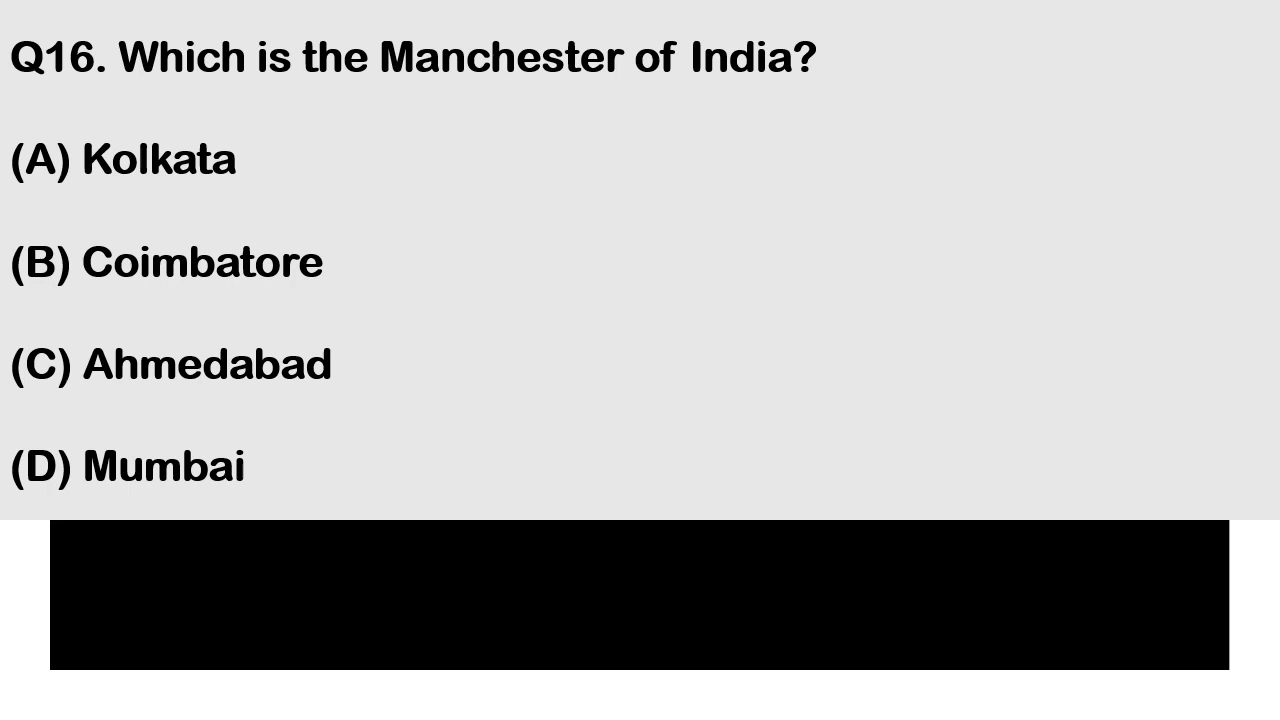 Q16. Which is the Manchester of India?
(A) Kolkata
(B) Coimbatore
(C) Ahmedabad
(D) Mumbai